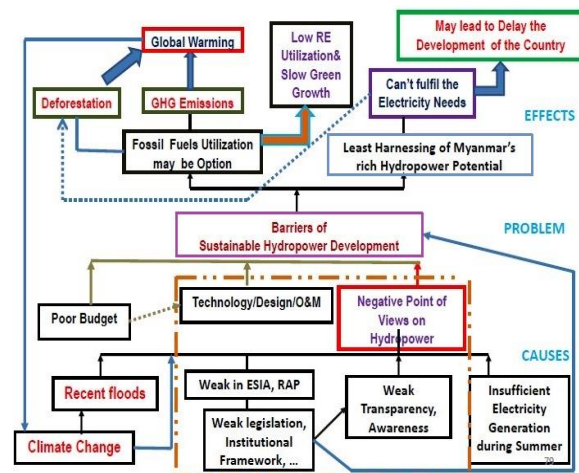 May lead to Delay the
Development of the Country
Low RE
Utilization&
Slow Green
Growth
Global Warming
Can't fulfil the
Electricity Needs
Deforestation
GHG Emissions
EFFECTS
Fossil Fuels Utilization
may be Option
Least Harnessing of Myanmar's
rich Hydropower Potential
PROBLEM
Barriers of
Sustainable Hydropower Development
Poor Budget
Technology/Design/O&M
Negative Point of
Views on
Hydropower
CAUSES
Recent floods
Weak in ESIA, RAP
Weak
Transparency,
Awareness
Insufficient
Electricity
Generation
during Summer
Weak legislation,
Institutional
Framework, ...
Climate Change
79